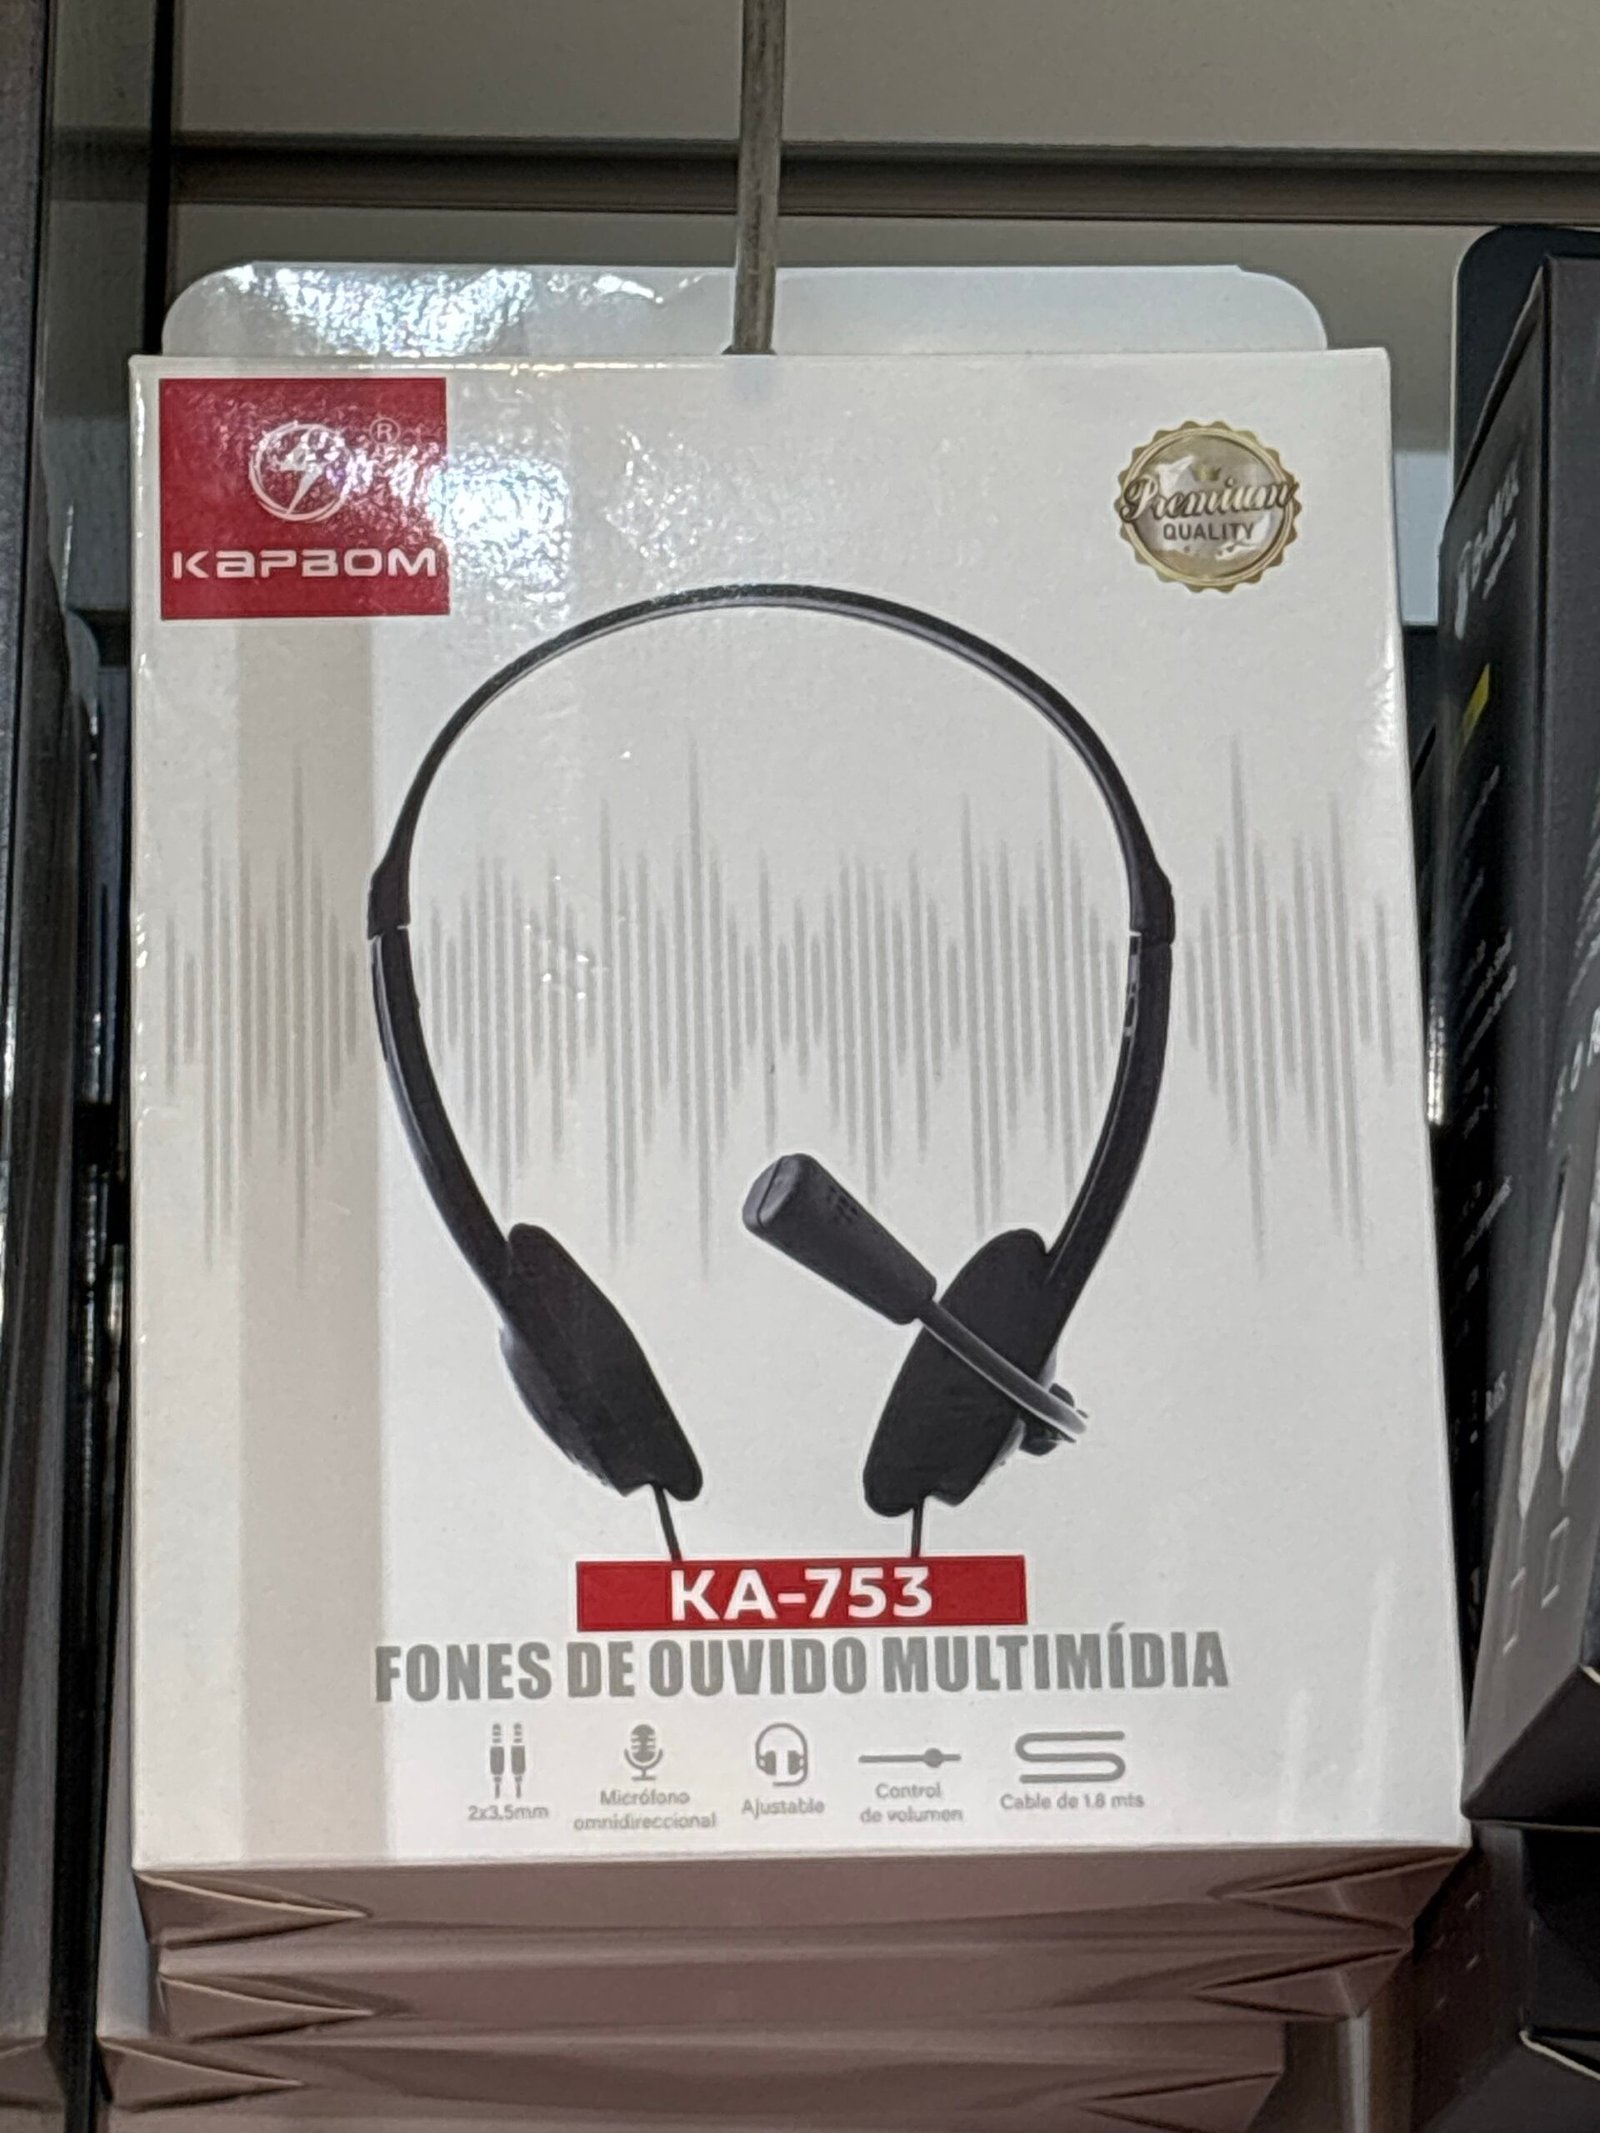 ®
KAPBOM
Premium
QUALITY
KA-753
FONES DE OUVIDO MULTIMÍDIA
2x3.5mm
Micrófono
omnidireccional
Ajustable
Control
de volumen
Cable de 1.8 mts